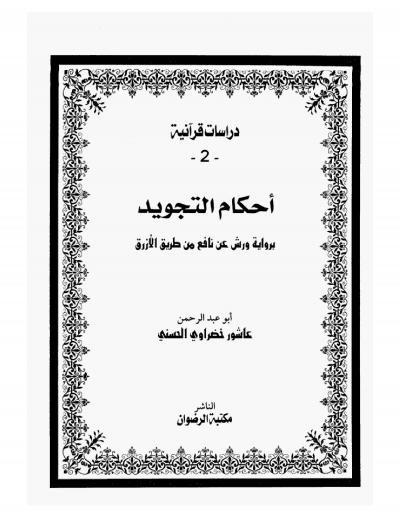 دراسات قرآنية
- 2 -
أحكام التجويد
برواية ورش عن نافع من طريق الأزرق
أبو عبد الرحمن
عاشور خضراوي الحسني
الناشر
مكتبة الرضوان